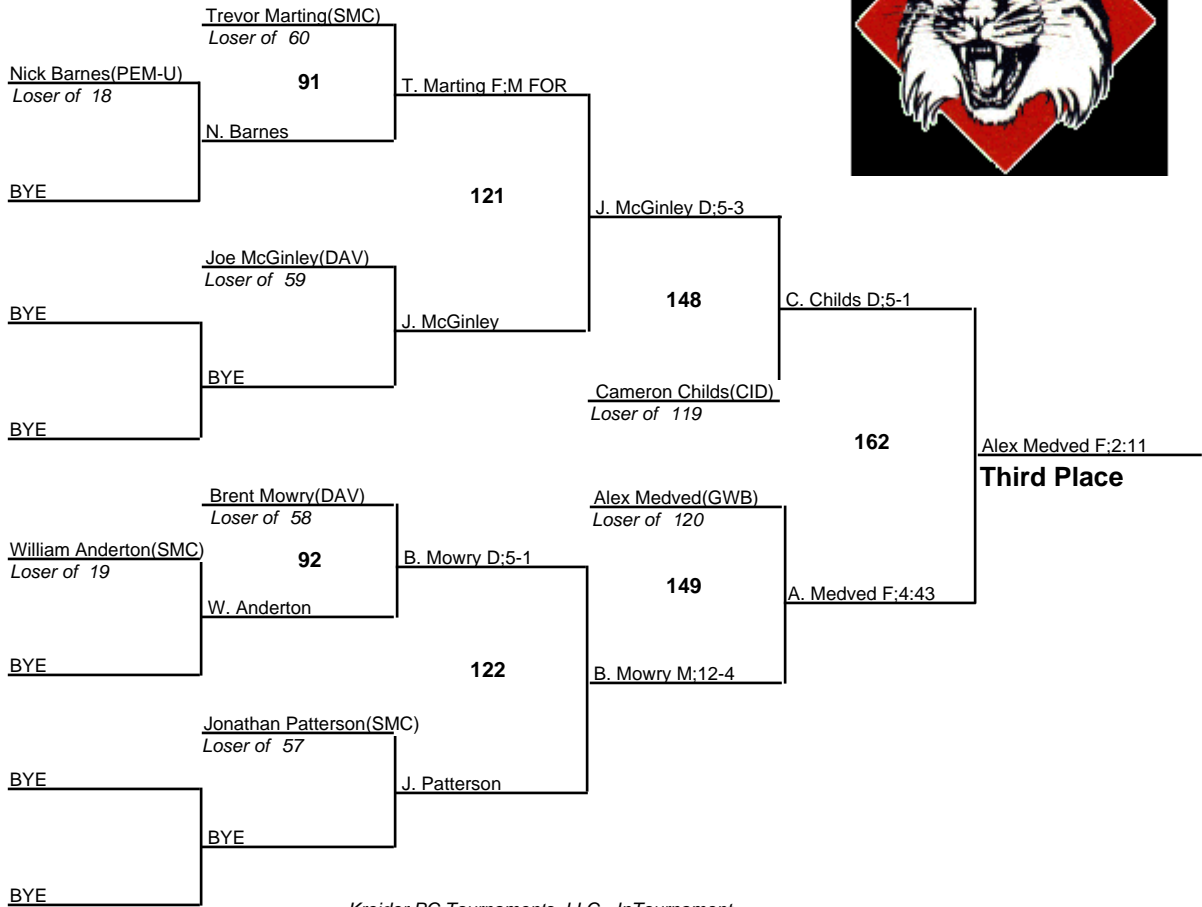 Trevor Marting(SMC)
Loser of 60
Nick Barnes(PEM-U)
Loser of 18
91
T. Marting F;M FOR
N. Barnes
BYE
121
J. McGinley D;5-3
Joe McGinley(DAV)
Loser of 59
BYE
148
C. Childs D;5-1
J. McGinley
BYE
Cameron Childs(CID)
Loser of 119
BYE
162
Alex Medved F;2:11
Third Place
Brent Mowry(DAV)
Loser of 58
Alex Medved(GWB)
Loser of 120
William Anderton(SMC)
Loser of 19
92
B. Mowry D;5-1
149
A. Medved F;4:43
W. Anderton
BYE
122
B. Mowry M;12-4
Jonathan Patterson(SMC)
Loser of 57
BYE
J. Patterson
BYE
BYE